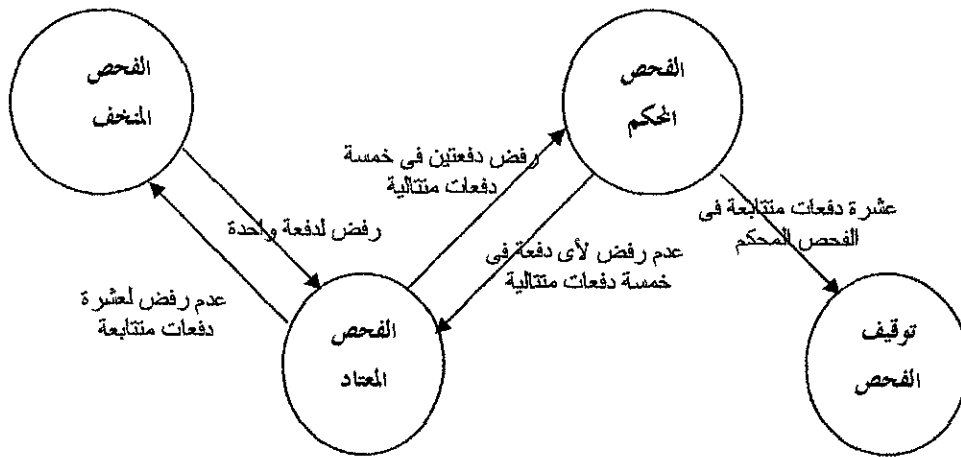 الفحص
المحكم
الفحص
المنخف
رفض دفعتين فى خمسة
دفعات متتالية
عشرة دفعات متتابعة فى
الفحص المحكم
رفض لدفعة واحدة
عدم رفض لأى دفعة فى
خمسة دفعات متتالية
عدم رفض لعشرة
دفعات متتابعة
توقيف
الفحص
الفحص
المعتاد